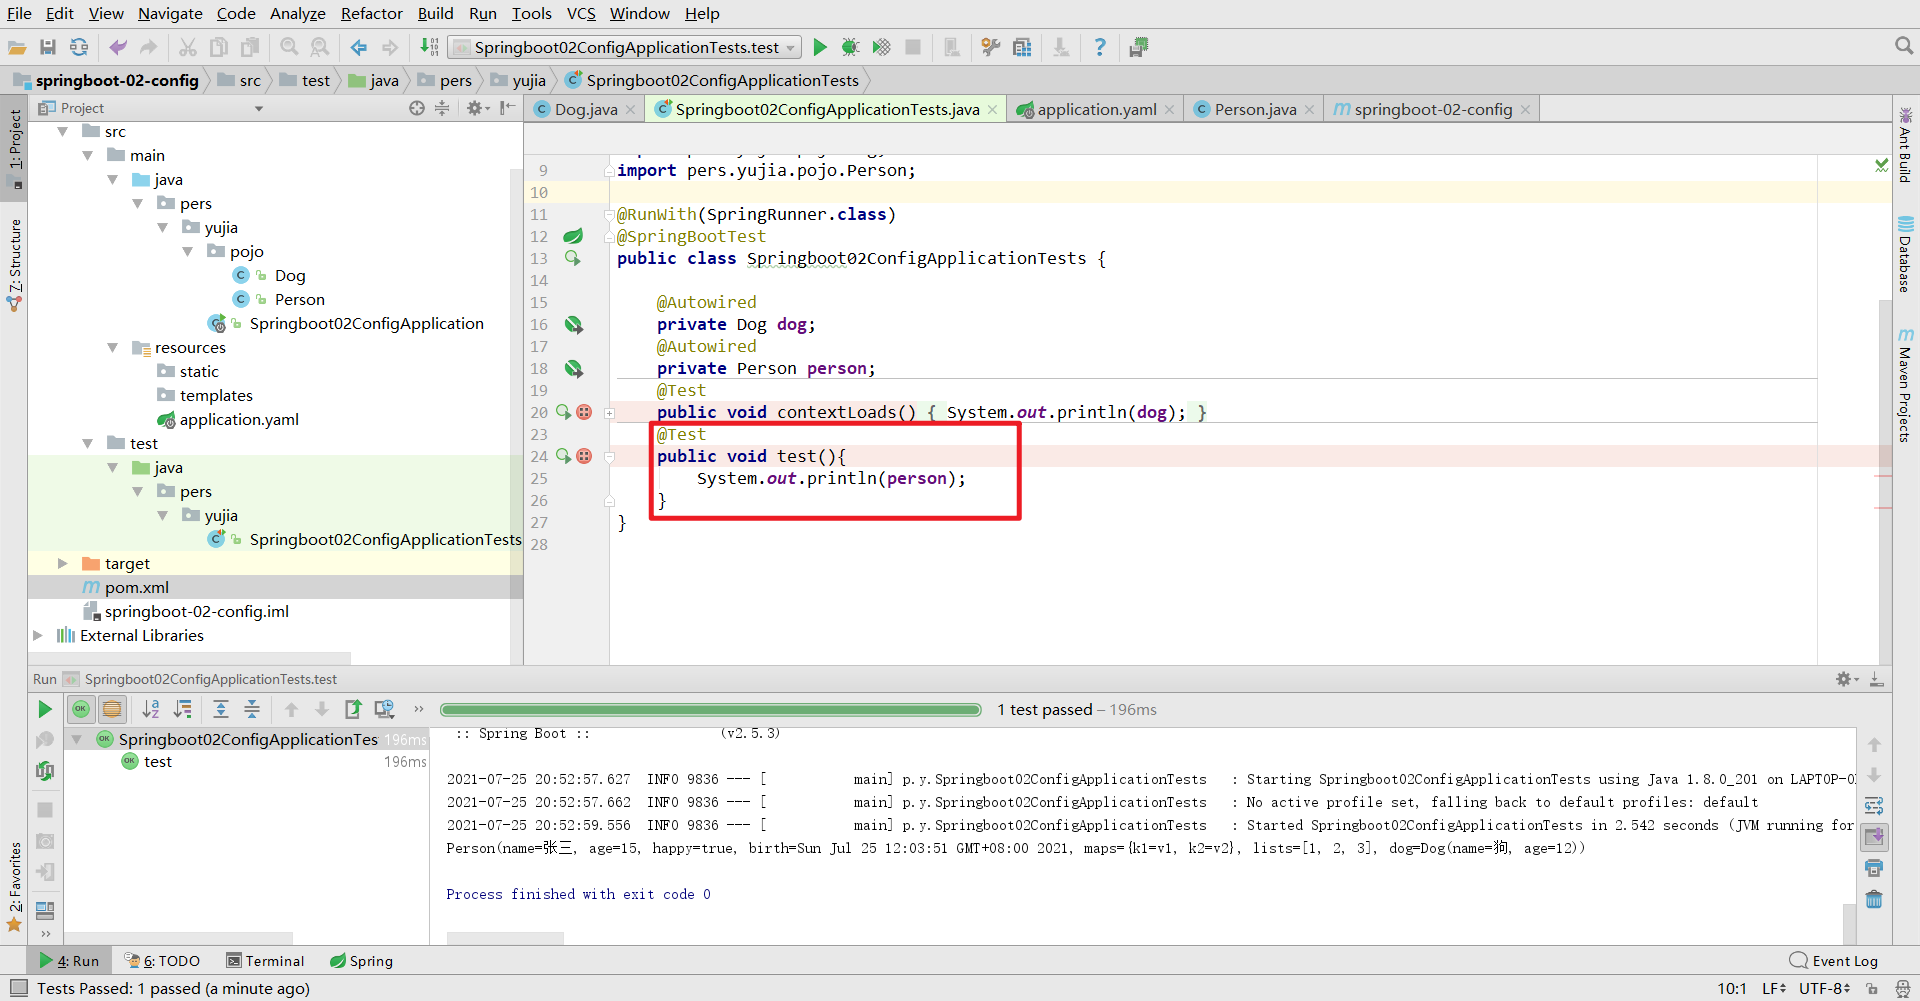 File Edit View Navigate Code Analyze Refactor Build Run Tools VCS Window Help
Springboot02ConfigApplicationTests.test
springboot-02-config src test java pers yujia Springboot02ConfigApplicationTests
1: Project
Z: Structure
2: Favorites
Project
src
main
java
pers
yujia
pojo
Dog
Person
Springboot02ConfigApplication
resources
static
templates
application.yaml
test
java
pers
yujia
Springboot02ConfigApplicationTests
target
pom.xml
springboot-02-config.iml
External Libraries
Dog.java Springboot02ConfigApplicationTests.java application.yaml Person.java springboot-02-config
9 import pers.yujia.pojo.Person;
10
11 @RunWith(SpringRunner.class)
12 @SpringBootTest
13 public class Springboot02ConfigApplicationTests {
14
15 @Autowired
16 private Dog dog;
17 @Autowired
18 private Person person;
19 @Test
20 public void contextLoads() { System.out.println(dog); }
23 @Test
24 public void test(){
25 System.out.println(person);
26 }
27 }
28
Ant Build
Database
Maven Projects
Run Springboot02ConfigApplicationTests.test
1 test passed – 196ms
Springboot02ConfigApplicationTes 196ms
test 196ms
:: Spring Boot :: (v2.5.3)
2021-07-25 20:52:57.627 INFO 9836 --- [ main] p.y.Springboot02ConfigApplicationTests : Starting Springboot02ConfigApplicationTests using Java 1.8.0_201 on LAPTOP-0
2021-07-25 20:52:57.662 INFO 9836 --- [ main] p.y.Springboot02ConfigApplicationTests : No active profile set, falling back to default profiles: default
2021-07-25 20:52:59.556 INFO 9836 --- [ main] p.y.Springboot02ConfigApplicationTests : Started Springboot02ConfigApplicationTests in 2.542 seconds (JVM running for
Person(name=张三, age=15, happy=true, birth=Sun Jul 25 12:03:51 GMT+08:00 2021, maps={k1=v1, k2=v2}, lists=[1, 2, 3], dog=Dog(name=狗, age=12))
Process finished with exit code 0
4: Run 6: TODO Terminal Spring Event Log
Tests Passed: 1 passed (a minute ago) 10:1 LF UTF-8